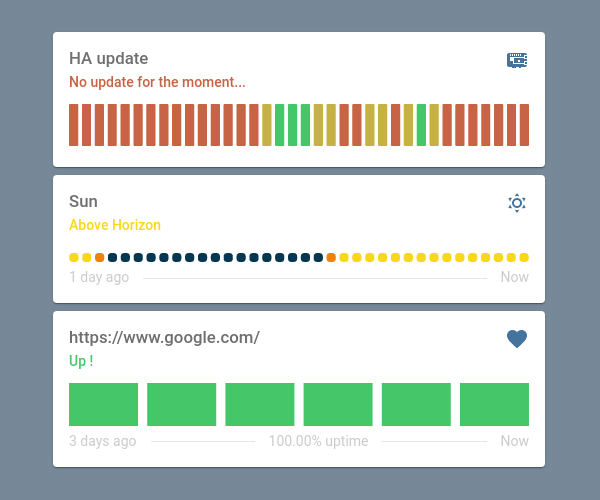 HA update
No update for the moment...
Sun
Above Horizon
1 day ago
Now
https://www.google.com/
Up !
3 days ago
100.00% uptime
Now